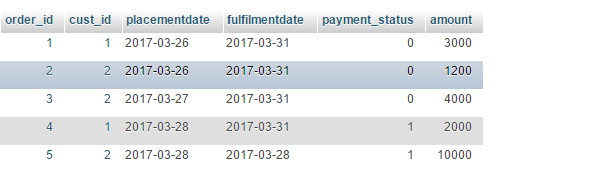 order_id cust_id placementdate fulfilmentdate payment_status amount
1 1 2017-03-26 2017-03-31 0 3000
2 2 2017-03-26 2017-03-31 0 1200
3 2 2017-03-27 2017-03-31 0 4000
4 1 2017-03-28 2017-03-31 1 2000
5 2 2017-03-28 2017-03-28 1 10000